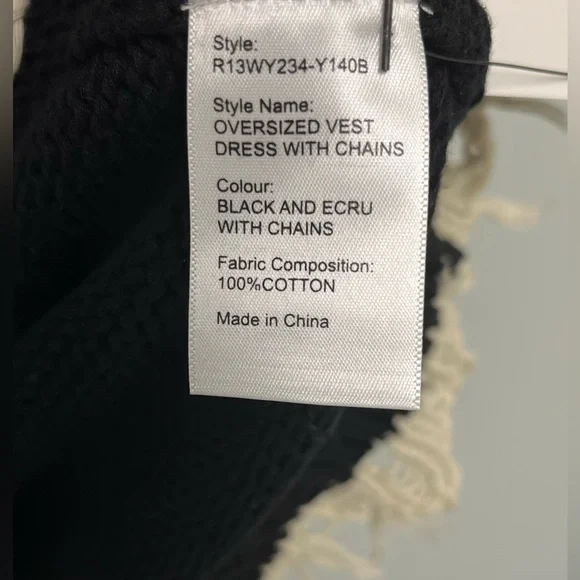 Style:
R13WY234-Y140B
Style Name:
OVERSIZED VEST
DRESS WITH CHAINS
Colour:
BLACK AND ECRU
WITH CHAINS
Fabric Composition:
100%COTTON
Made in China